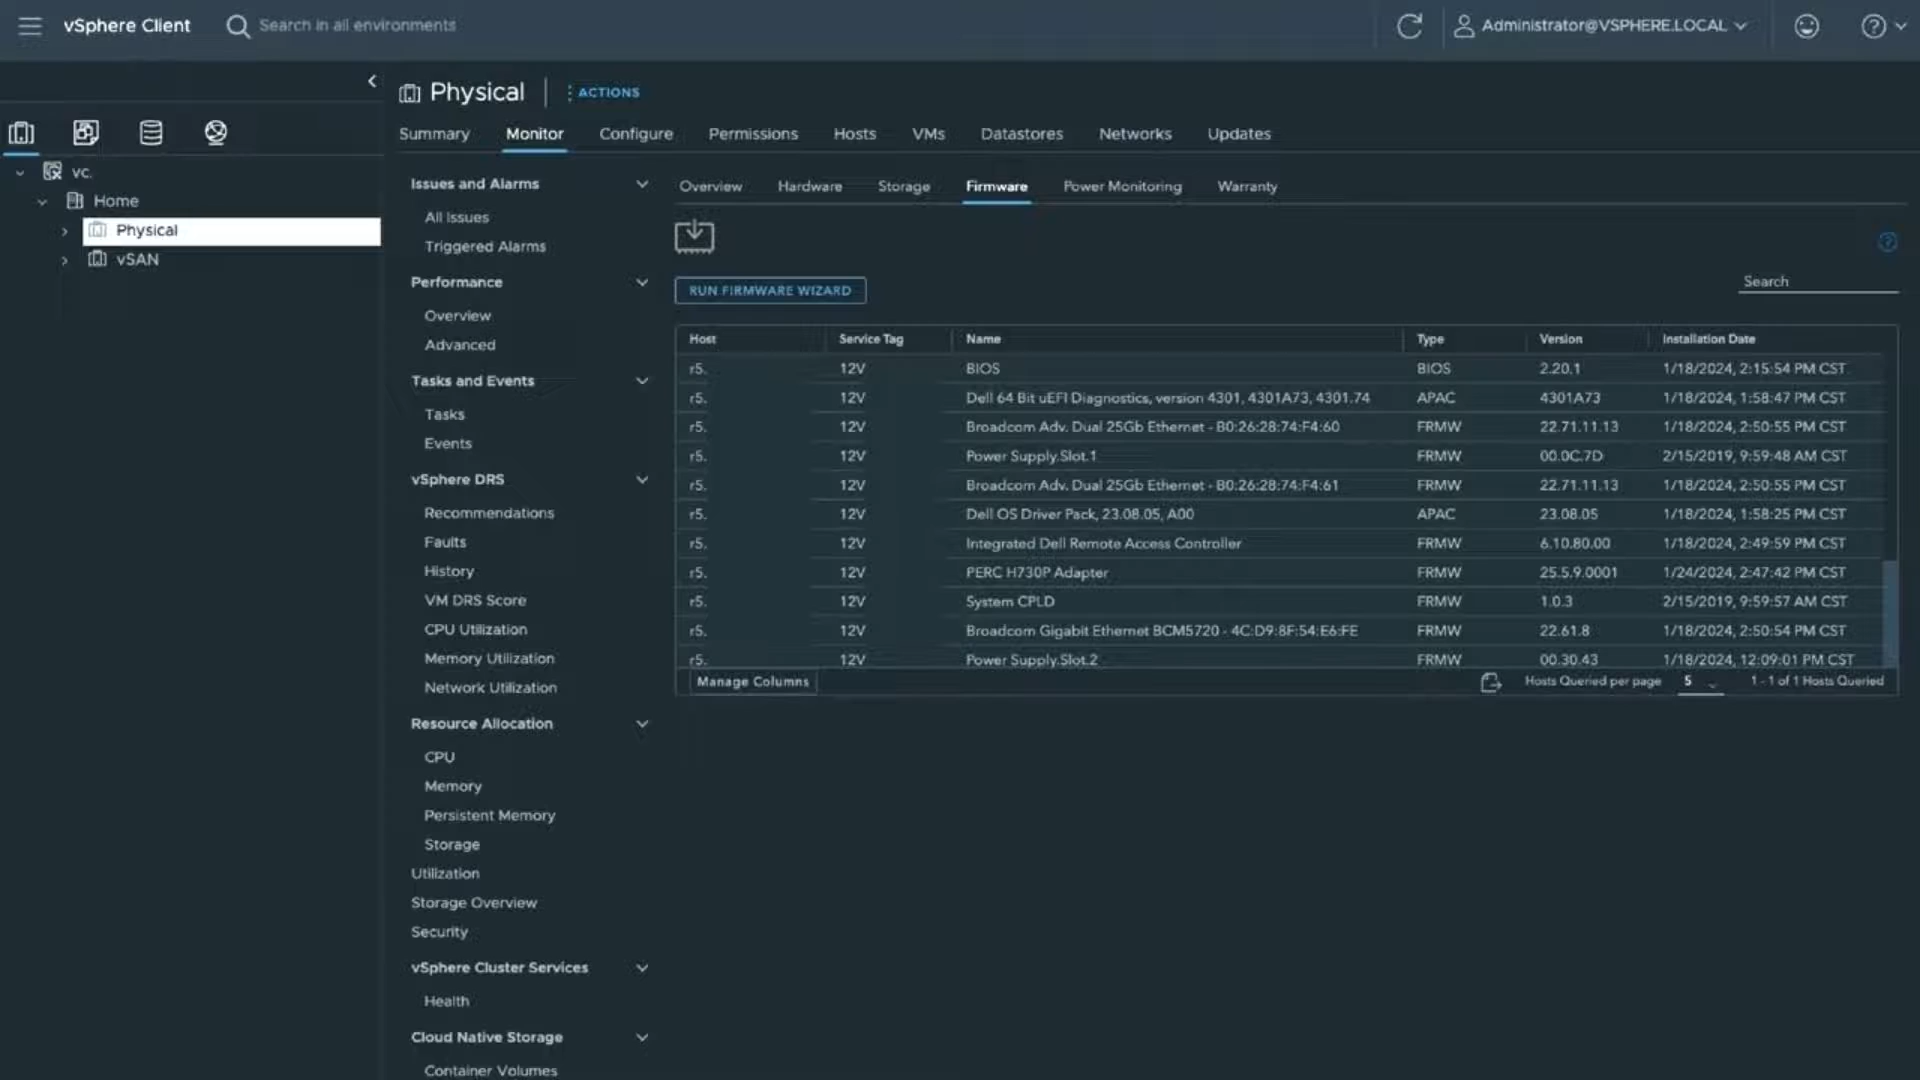 vSphere Client
Search in all environments
Administrator@VSPHERE.LOCAL
Physical
ACTIONS
Summary Monitor Configure Permissions Hosts VMs Datastores Networks Updates
vc.
Home
Physical
vSAN
Issues and Alarms
All Issues
Triggered Alarms
Performance
Overview
Advanced
Tasks and Events
Tasks
Events
vSphere DRS
Recommendations
Faults
History
VM DRS Score
CPU Utilization
Memory Utilization
Network Utilization
Resource Allocation
CPU
Memory
Persistent Memory
Storage
Utilization
Storage Overview
Security
vSphere Cluster Services
Health
Cloud Native Storage
Container Volumes
Overview Hardware Storage Firmware Power Monitoring Warranty
RUN FIRMWARE WIZARD
Search
Host Service Tag Name Type Version Installation Date
r5. 12V BIOS BIOS 2.20.1 1/18/2024, 2:15:54 PM CST
r5. 12V Dell 64 Bit uEFI Diagnostics, version 4301, 4301A73, 4301.74 APAC 4301A73 1/18/2024, 1:58:47 PM CST
r5. 12V Broadcom Adv. Dual 25Gb Ethernet - B0:26:28:74:F4:60 FRMW 22.71.11.13 1/18/2024, 2:50:55 PM CST
r5. 12V Power Supply.Slot.1 FRMW 00.0C.7D 2/15/2019, 9:59:48 AM CST
r5. 12V Broadcom Adv. Dual 25Gb Ethernet - B0:26:28:74:F4:61 FRMW 22.71.11.13 1/18/2024, 2:50:55 PM CST
r5. 12V Dell OS Driver Pack, 23.08.05, A00 APAC 23.08.05 1/18/2024, 1:58:25 PM CST
r5. 12V Integrated Dell Remote Access Controller FRMW 6.10.80.00 1/18/2024, 2:49:59 PM CST
r5. 12V PERC H730P Adapter FRMW 25.5.9.0001 1/24/2024, 2:47:42 PM CST
r5. 12V System CPLD FRMW 1.0.3 2/15/2019, 9:59:57 AM CST
r5. 12V Broadcom Gigabit Ethernet BCM5720 - 4C:D9:8F:54:E6:FE FRMW 22.61.8 1/18/2024, 2:50:54 PM CST
r5. 12V Power Supply.Slot.2 FRMW 00.30.43 1/18/2024, 12:09:01 PM CST
Manage Columns Hosts Queried per page 5 1 - 1 of 1 Hosts Queried